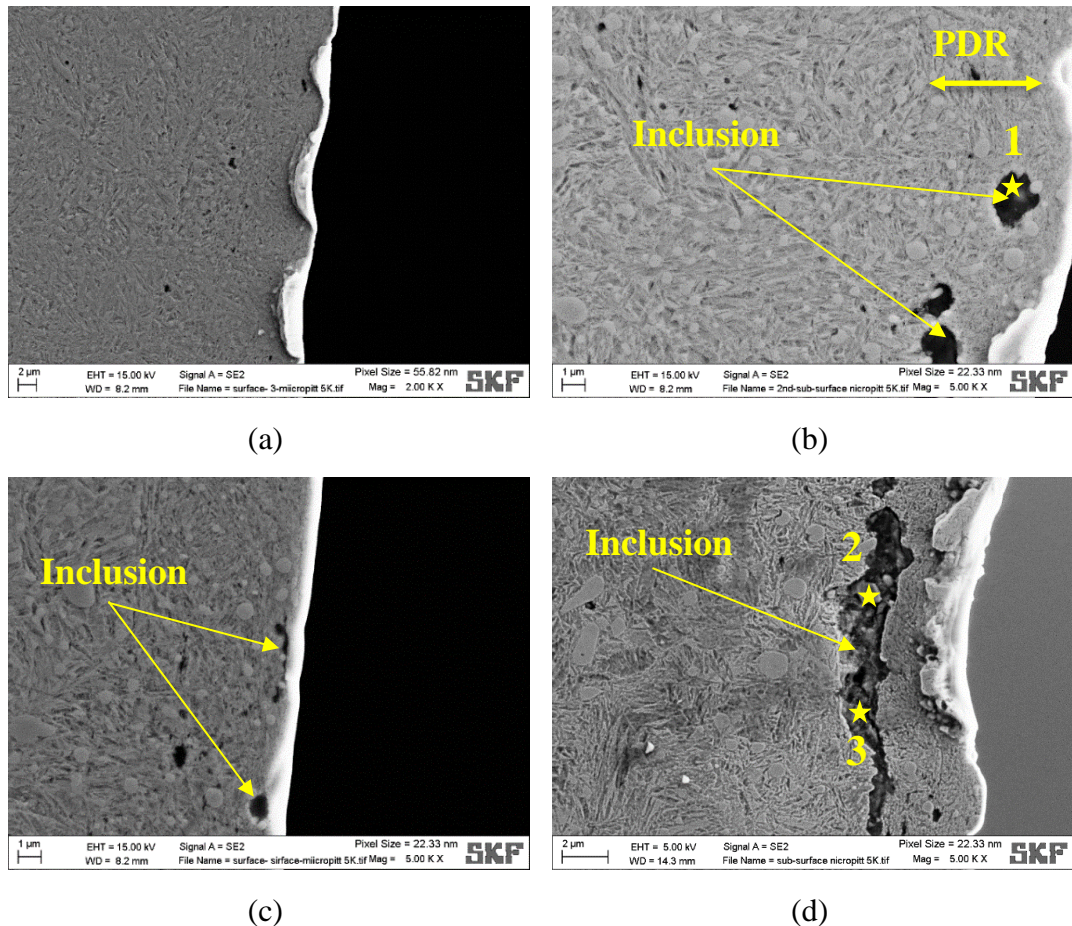 2 µm
EHT = 15.00 kV
WD = 8.2 mm
Signal A = SE2
File Name = surface- 3-miicropitt 5K.tif
Pixel Size = 55.82 nm
Mag = 2.00 K X
SKF
(a)
PDR
Inclusion
1
1 µm
EHT = 15.00 kV
WD = 8.2 mm
Signal A = SE2
File Name = 2nd-sub-surface nicropitt 5K.tif
Pixel Size = 22.33 nm
Mag = 5.00 K X
SKF
(b)
Inclusion
1 µm
EHT = 15.00 kV
WD = 8.2 mm
Signal A = SE2
File Name = surface- sirface-miicropitt 5K.tif
Pixel Size = 22.33 nm
Mag = 5.00 K X
SKF
(c)
Inclusion
2
3
2 µm
EHT = 5.00 kV
WD = 14.3 mm
Signal A = SE2
File Name = sub-surface nicropitt 5K.tif
Pixel Size = 22.33 nm
Mag = 5.00 K X
SKF
(d)